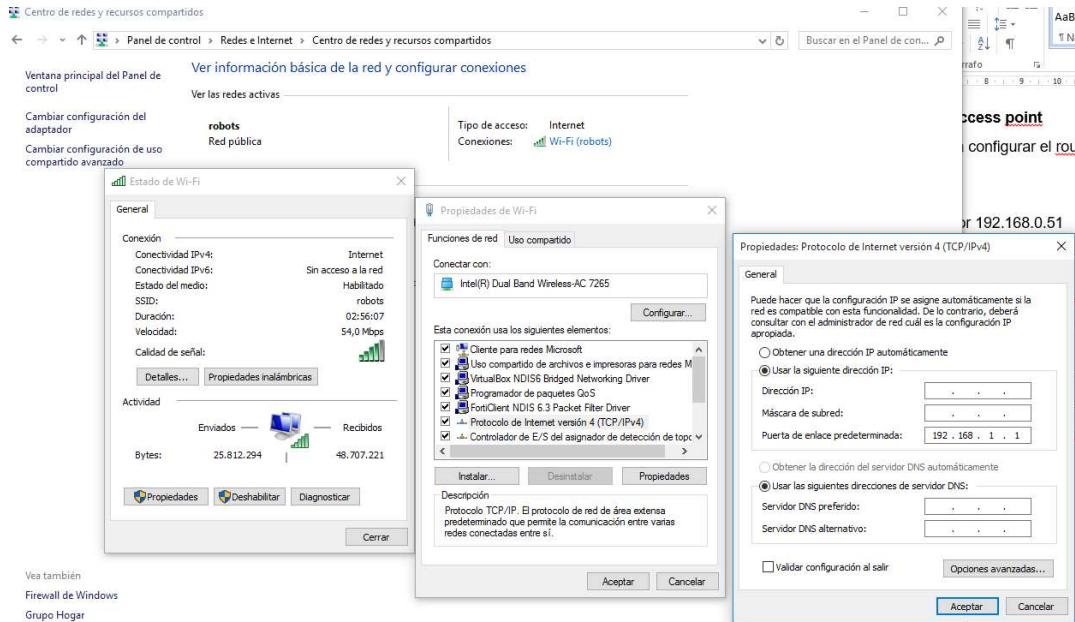 Centro de redes y recursos compartidos
Panel de control > Redes e Internet > Centro de redes y recursos compartidos
Buscar en el Panel de con...
Ventana principal del Panel de
control
Cambiar configuración del
adaptador
Cambiar configuración de uso
compartido avanzado
Vea también
Firewall de Windows
Grupo Hogar
Ver información básica de la red y configurar conexiones
Ver las redes activas
robots
Red pública
Tipo de acceso: Internet
Conexiones: Wi-Fi (robots)
Estado de Wi-Fi
General
Conexión
Conectividad IPv4: Internet
Conectividad IPv6: Sin acceso a la red
Estado del medio: Habilitado
SSID: robots
Duración: 02:56:07
Velocidad: 54,0 Mbps
Calidad de señal:
Detalles... Propiedades inalámbricas
Actividad
Enviados — Recibidos
Bytes: 25.812.294 48.707.221
Propiedades Deshabilitar Diagnosticar
Cerrar
Propiedades de Wi-Fi
Funciones de red Uso compartido
Conectar con:
Intel(R) Dual Band Wireless-AC 7265
Configurar...
Esta conexión usa los siguientes elementos:
Cliente para redes Microsoft
Uso compartido de archivos e impresoras para redes M
VirtualBox NDIS6 Bridged Networking Driver
Programador de paquetes QoS
FortiClient NDIS 6.3 Packet Filter Driver
Protocolo de Internet versión 4 (TCP/IPv4)
Controlador de E/S del asignador de detección de topo
Instalar... Desinstalar Propiedades
Descripción
Protocolo TCP/IP. El protocolo de red de área extensa
predeterminado que permite la comunicación entre varias
redes conectadas entre sí.
Aceptar Cancelar
Propiedades: Protocolo de Internet versión 4 (TCP/IPv4)
General
Puede hacer que la configuración IP se asigne automáticamente si la
red es compatible con esta funcionalidad. De lo contrario, deberá
consultar con el administrador de red cuál es la configuración IP
apropiada.
Obtener una dirección IP automáticamente
Usar la siguiente dirección IP:
Dirección IP: . . .
Máscara de subred: . . .
Puerta de enlace predeterminada: 192 . 168 . 1 . 1
Obtener la dirección del servidor DNS automáticamente
Usar las siguientes direcciones de servidor DNS:
Servidor DNS preferido: . . .
Servidor DNS alternativo: . . .
Validar configuración al salir Opciones avanzadas...
Aceptar Cancelar
AaB
¶ N
rrafo
8 9 10
ccess point
configurar el rou
or 192.168.0.51